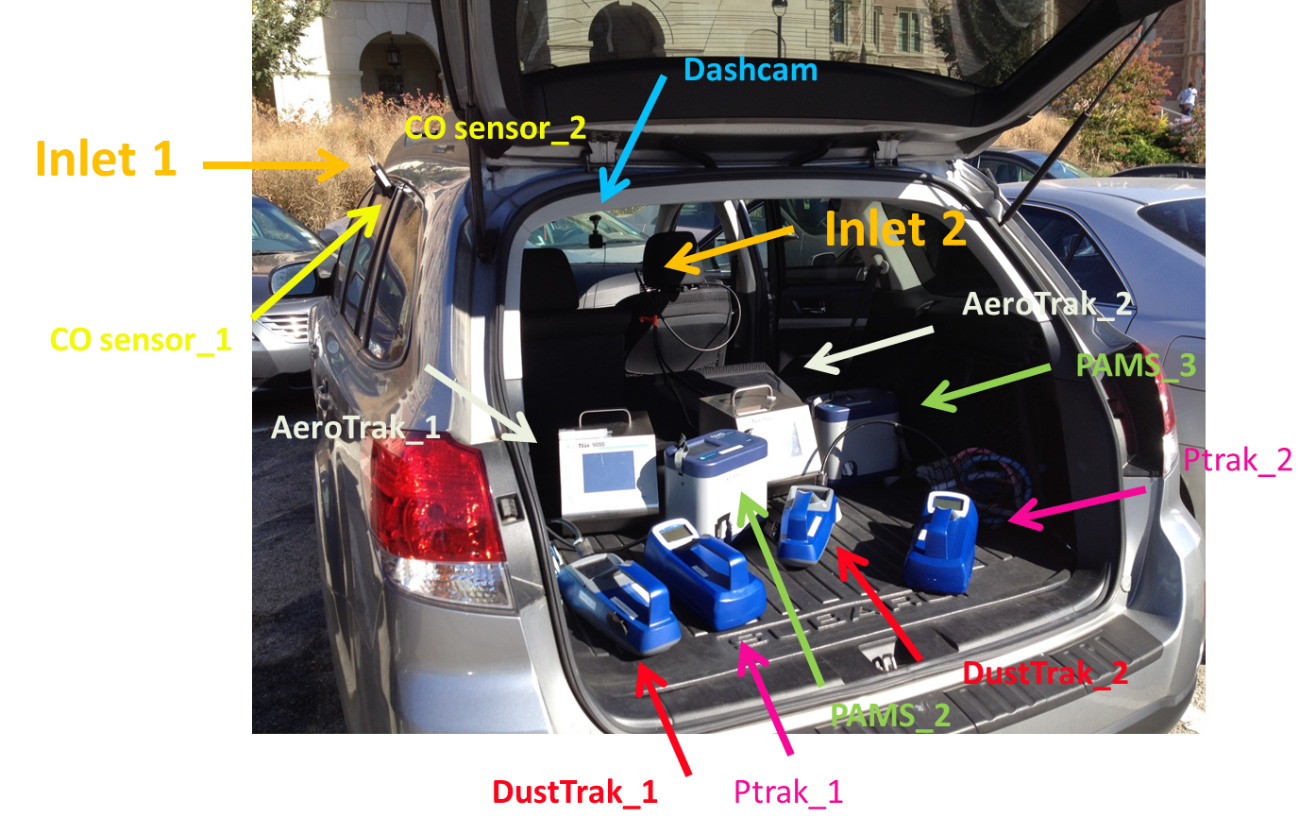 Dashcam
CO sensor_2
Inlet 1
Inlet 2
AeroTrak_2
CO sensor_1
PAMS_3
AeroTrak_1
Ptrak_2
DustTrak_2
PAMS_2
DustTrak_1
Ptrak_1